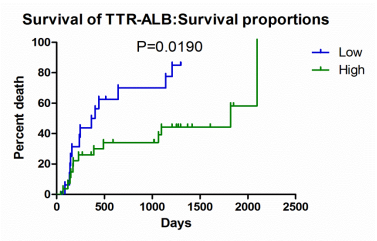 Survival of TTR-ALB:Survival proportions
P=0.0190
Low
High
Percent death
100
80
60
40
20
0
0 500 1000 1500 2000 2500
Days